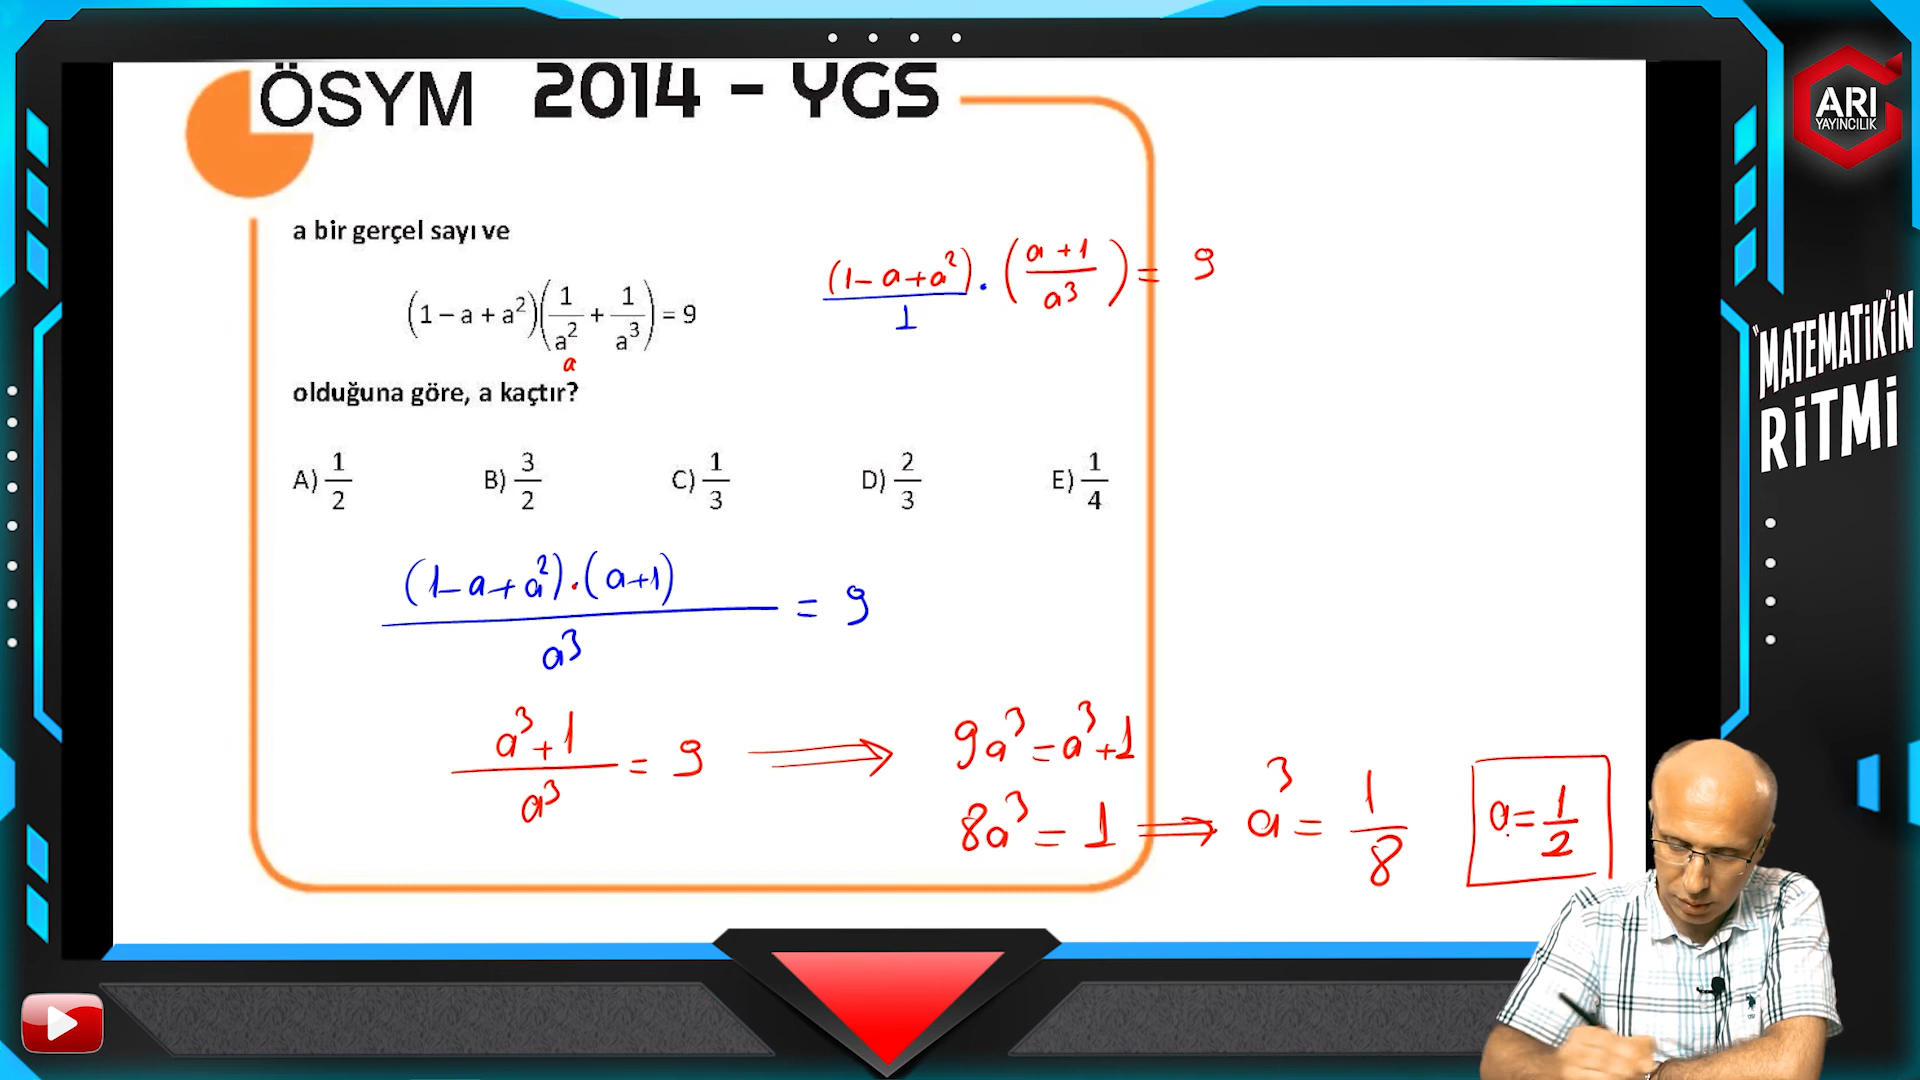 ÖSYM 2014 - YGS
ARI
YAYINCILIK
a bir gerçel sayı ve
(1 – a + a²)(1/a² + 1/a³) = 9
a
olduğuna göre, a kaçtır?
(1-a+a²)/1 · ((a+1)/a³) = 9
A) 1/2 B) 3/2 C) 1/3 D) 2/3 E) 1/4
(1-a+a²)·(a+1)/a³ = 9
(a³+1)/a³ = 9 ⟹ 9a³ = a³+1
8a³ = 1 ⟹ a³ = 1/8 a = 1/2
"MATEMATİK"İN
RİTMİ